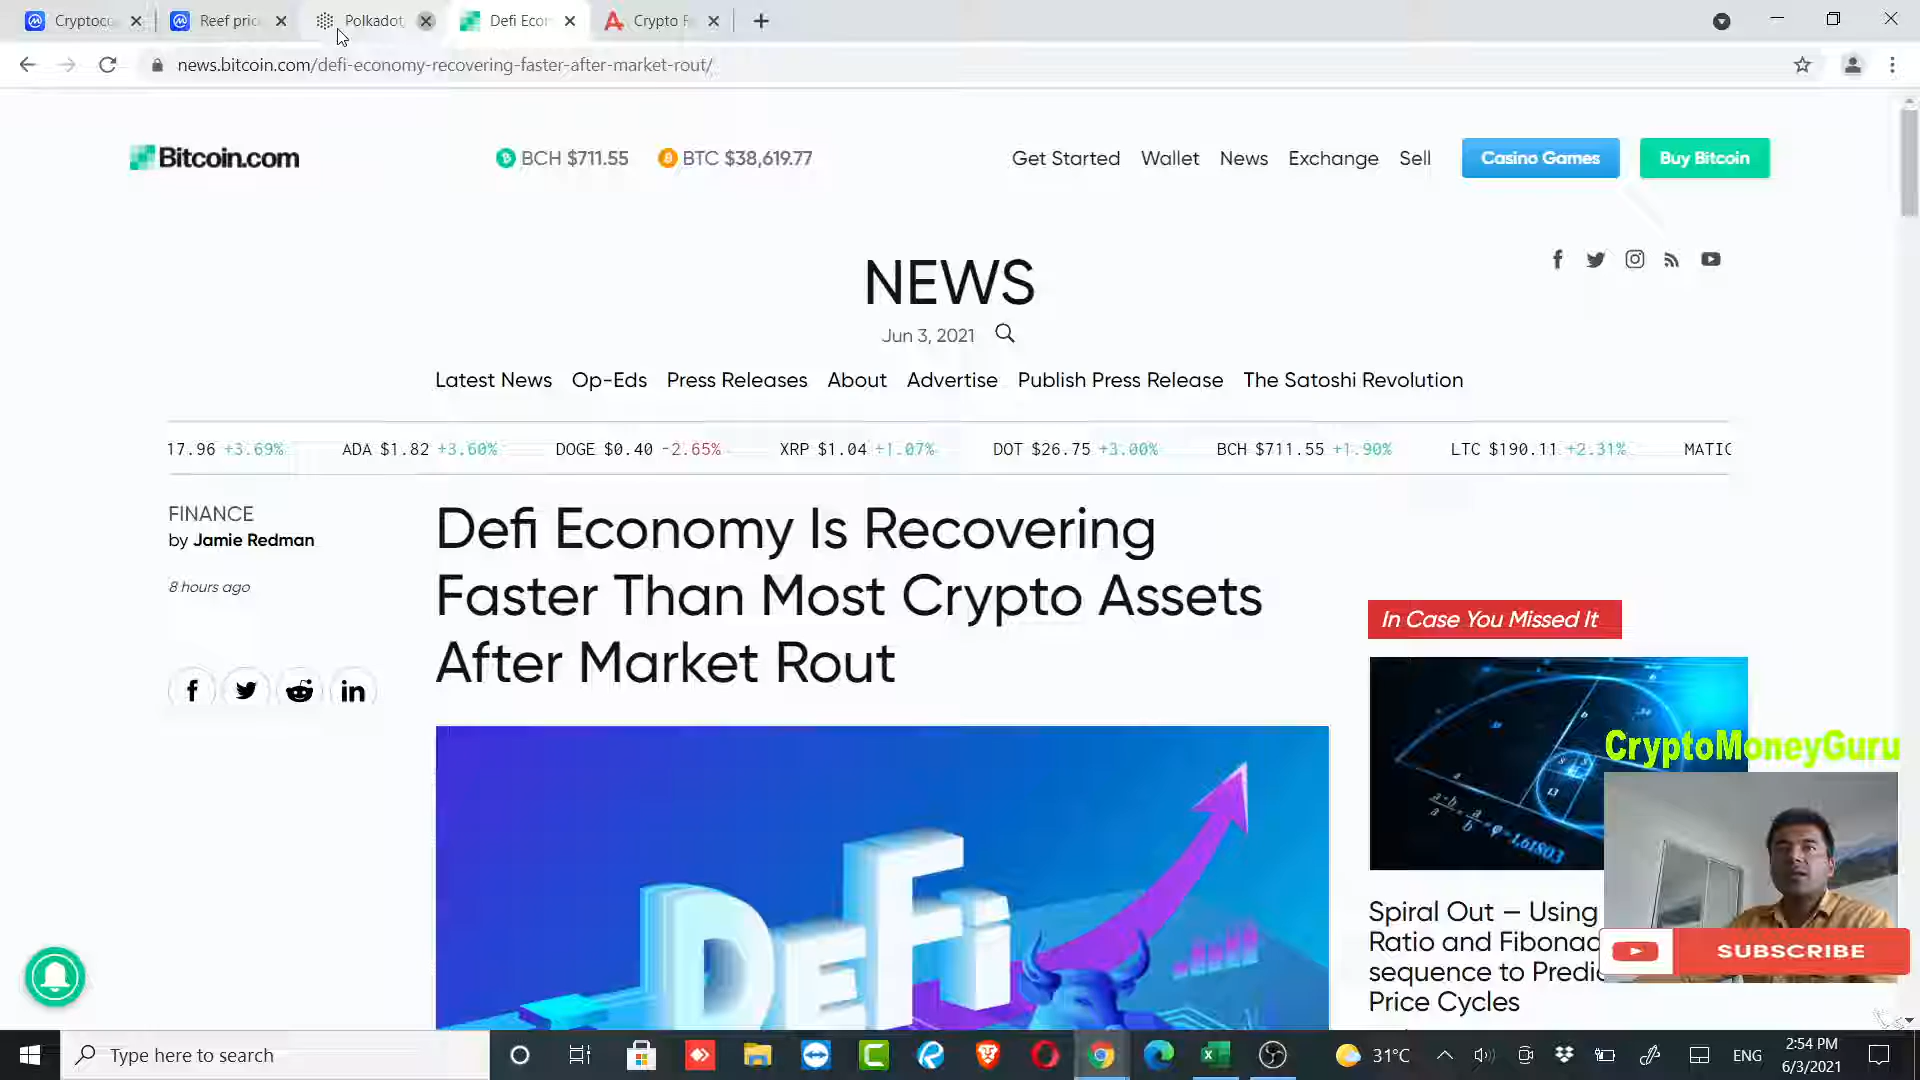 Cryptocu
Reef pric
Polkadot
Defi Econ
Crypto F
news.bitcoin.com/defi-economy-recovering-faster-after-market-rout/
Bitcoin.com
BCH $711.55
BTC $38,619.77
Get Started
Wallet
News
Exchange
Sell
Casino Games
Buy Bitcoin
NEWS
Jun 3, 2021
Latest News
Op-Eds
Press Releases
About
Advertise
Publish Press Release
The Satoshi Revolution
17.96 +3.69%
ADA $1.82 +3.60%
DOGE $0.40 -2.65%
XRP $1.04 +1.07%
DOT $26.75 +3.00%
BCH $711.55 +1.90%
LTC $190.11 +2.31%
MATIC
FINANCE
by Jamie Redman
8 hours ago
Defi Economy Is Recovering
Faster Than Most Crypto Assets
After Market Rout
DeFi
In Case You Missed It
CryptoMoneyGuru
Spiral Out – Using
Ratio and Fibonac
sequence to Predic
Price Cycles
SUBSCRIBE
Type here to search
31°C
ENG
2:54 PM
6/3/2021